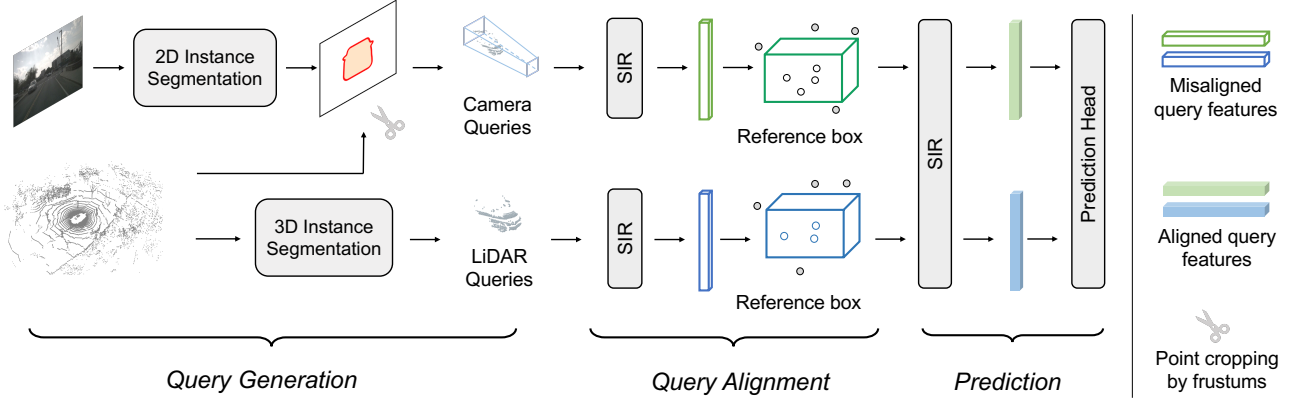 2D Instance
Segmentation
Camera
Queries
SIR
Reference box
3D Instance
Segmentation
LiDAR
Queries
SIR
Reference box
SIR
Prediction Head
Query Generation
Query Alignment
Prediction
Misaligned
query features
Aligned query
features
Point cropping
by frustums